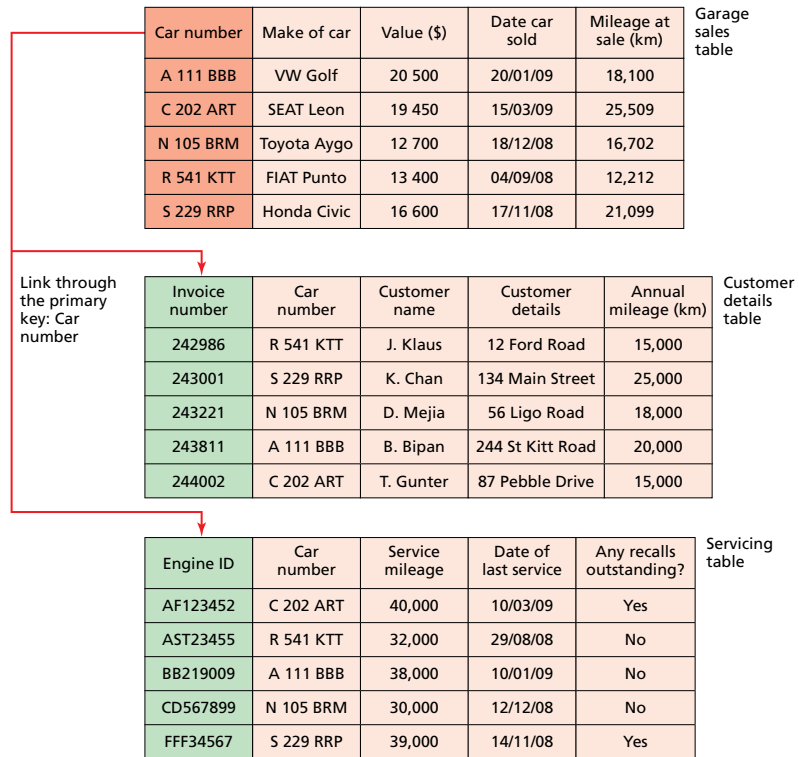 Garage
sales
table
Car number Make of car Value ($) Date car
sold Mileage at
sale (km)
A 111 BBB VW Golf 20 500 20/01/09 18,100
C 202 ART SEAT Leon 19 450 15/03/09 25,509
N 105 BRM Toyota Aygo 12 700 18/12/08 16,702
R 541 KTT FIAT Punto 13 400 04/09/08 12,212
S 229 RRP Honda Civic 16 600 17/11/08 21,099
Link through
the primary
key: Car
number
Customer
details
table
Invoice
number Car
number Customer
name Customer
details Annual
mileage (km)
242986 R 541 KTT J. Klaus 12 Ford Road 15,000
243001 S 229 RRP K. Chan 134 Main Street 25,000
243221 N 105 BRM D. Mejia 56 Ligo Road 18,000
243811 A 111 BBB B. Bipan 244 St Kitt Road 20,000
244002 C 202 ART T. Gunter 87 Pebble Drive 15,000
Servicing
table
Engine ID Car
number Service
mileage Date of
last service Any recalls
outstanding?
AF123452 C 202 ART 40,000 10/03/09 Yes
AST23455 R 541 KTT 32,000 29/08/08 No
BB219009 A 111 BBB 38,000 10/01/09 No
CD567899 N 105 BRM 30,000 12/12/08 No
FFF34567 S 229 RRP 39,000 14/11/08 Yes